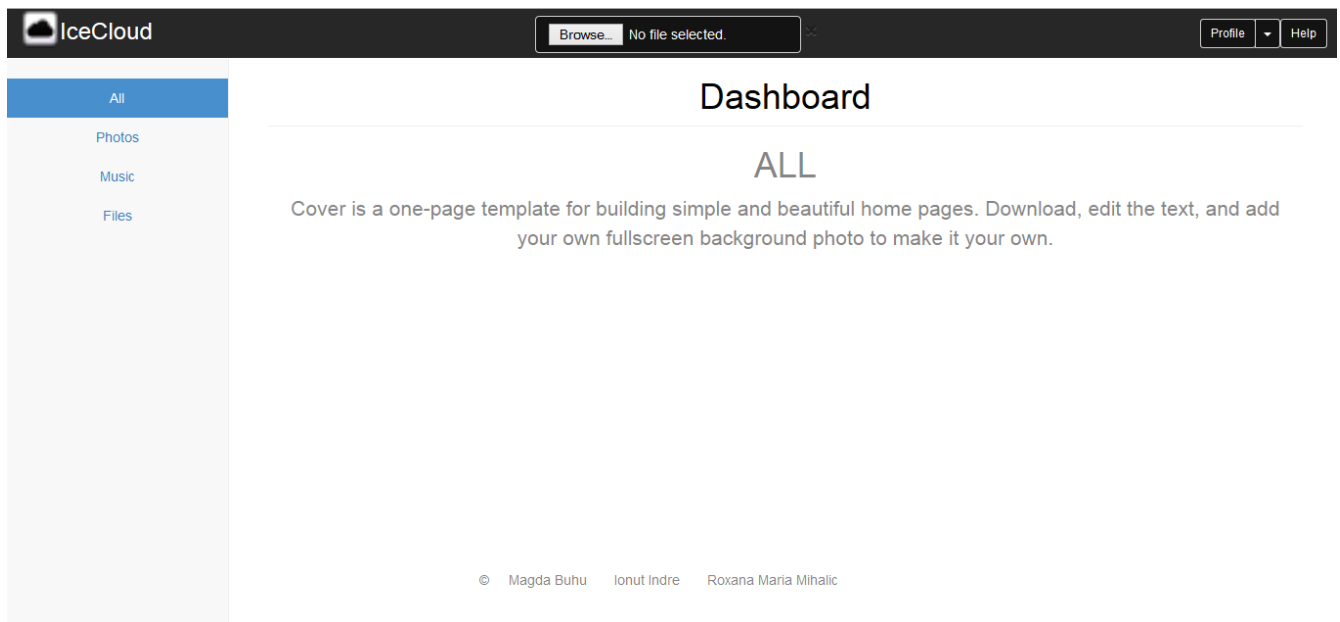 IceCloud
Browse... No file selected.
Profile
Help
All
Photos
Music
Files
Dashboard
ALL
Cover is a one-page template for building simple and beautiful home pages. Download, edit the text, and add
your own fullscreen background photo to make it your own.
© Magda Buhu Ionut Indre Roxana Maria Mihalic